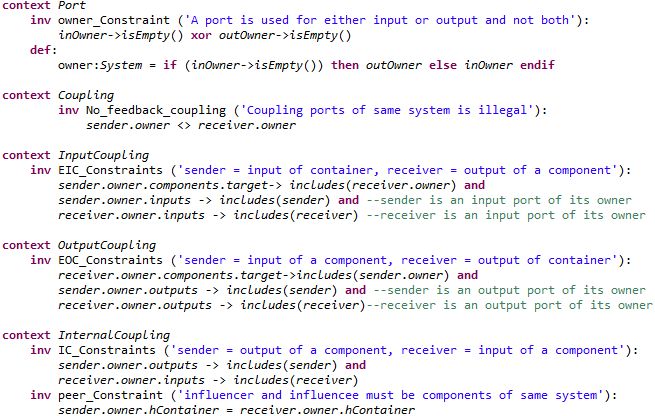 context Port
inv owner_Constraint ('A port is used for either input or output and not both'):
inOwner->isEmpty() xor outOwner->isEmpty()
def:
owner:System = if (inOwner->isEmpty()) then outOwner else inOwner endif
context Coupling
inv No_feedback_coupling ('Coupling ports of same system is illegal'):
sender.owner <> receiver.owner
context InputCoupling
inv EIC_Constraints ('sender = input of container, receiver = output of a component'):
sender.owner.components.target-> includes(receiver.owner) and
sender.owner.inputs -> includes(sender) and --sender is an input port of its owner
receiver.owner.inputs -> includes(receiver) --receiver is an input port of its owner
context OutputCoupling
inv EOC_Constraints ('sender = input of a component, receiver = output of container'):
receiver.owner.components.target->includes(sender.owner) and
sender.owner.outputs -> includes(sender) and --sender is an output port of its owner
receiver.owner.outputs -> includes(receiver)--receiver is an output port of its owner
context InternalCoupling
inv IC_Constraints ('sender = output of a component, receiver = input of a component'):
sender.owner.outputs -> includes(sender) and
receiver.owner.inputs -> includes(receiver)
inv peer_Constraint ('influencer and influencee must be components of same system'):
sender.owner.hContainer = receiver.owner.hContainer